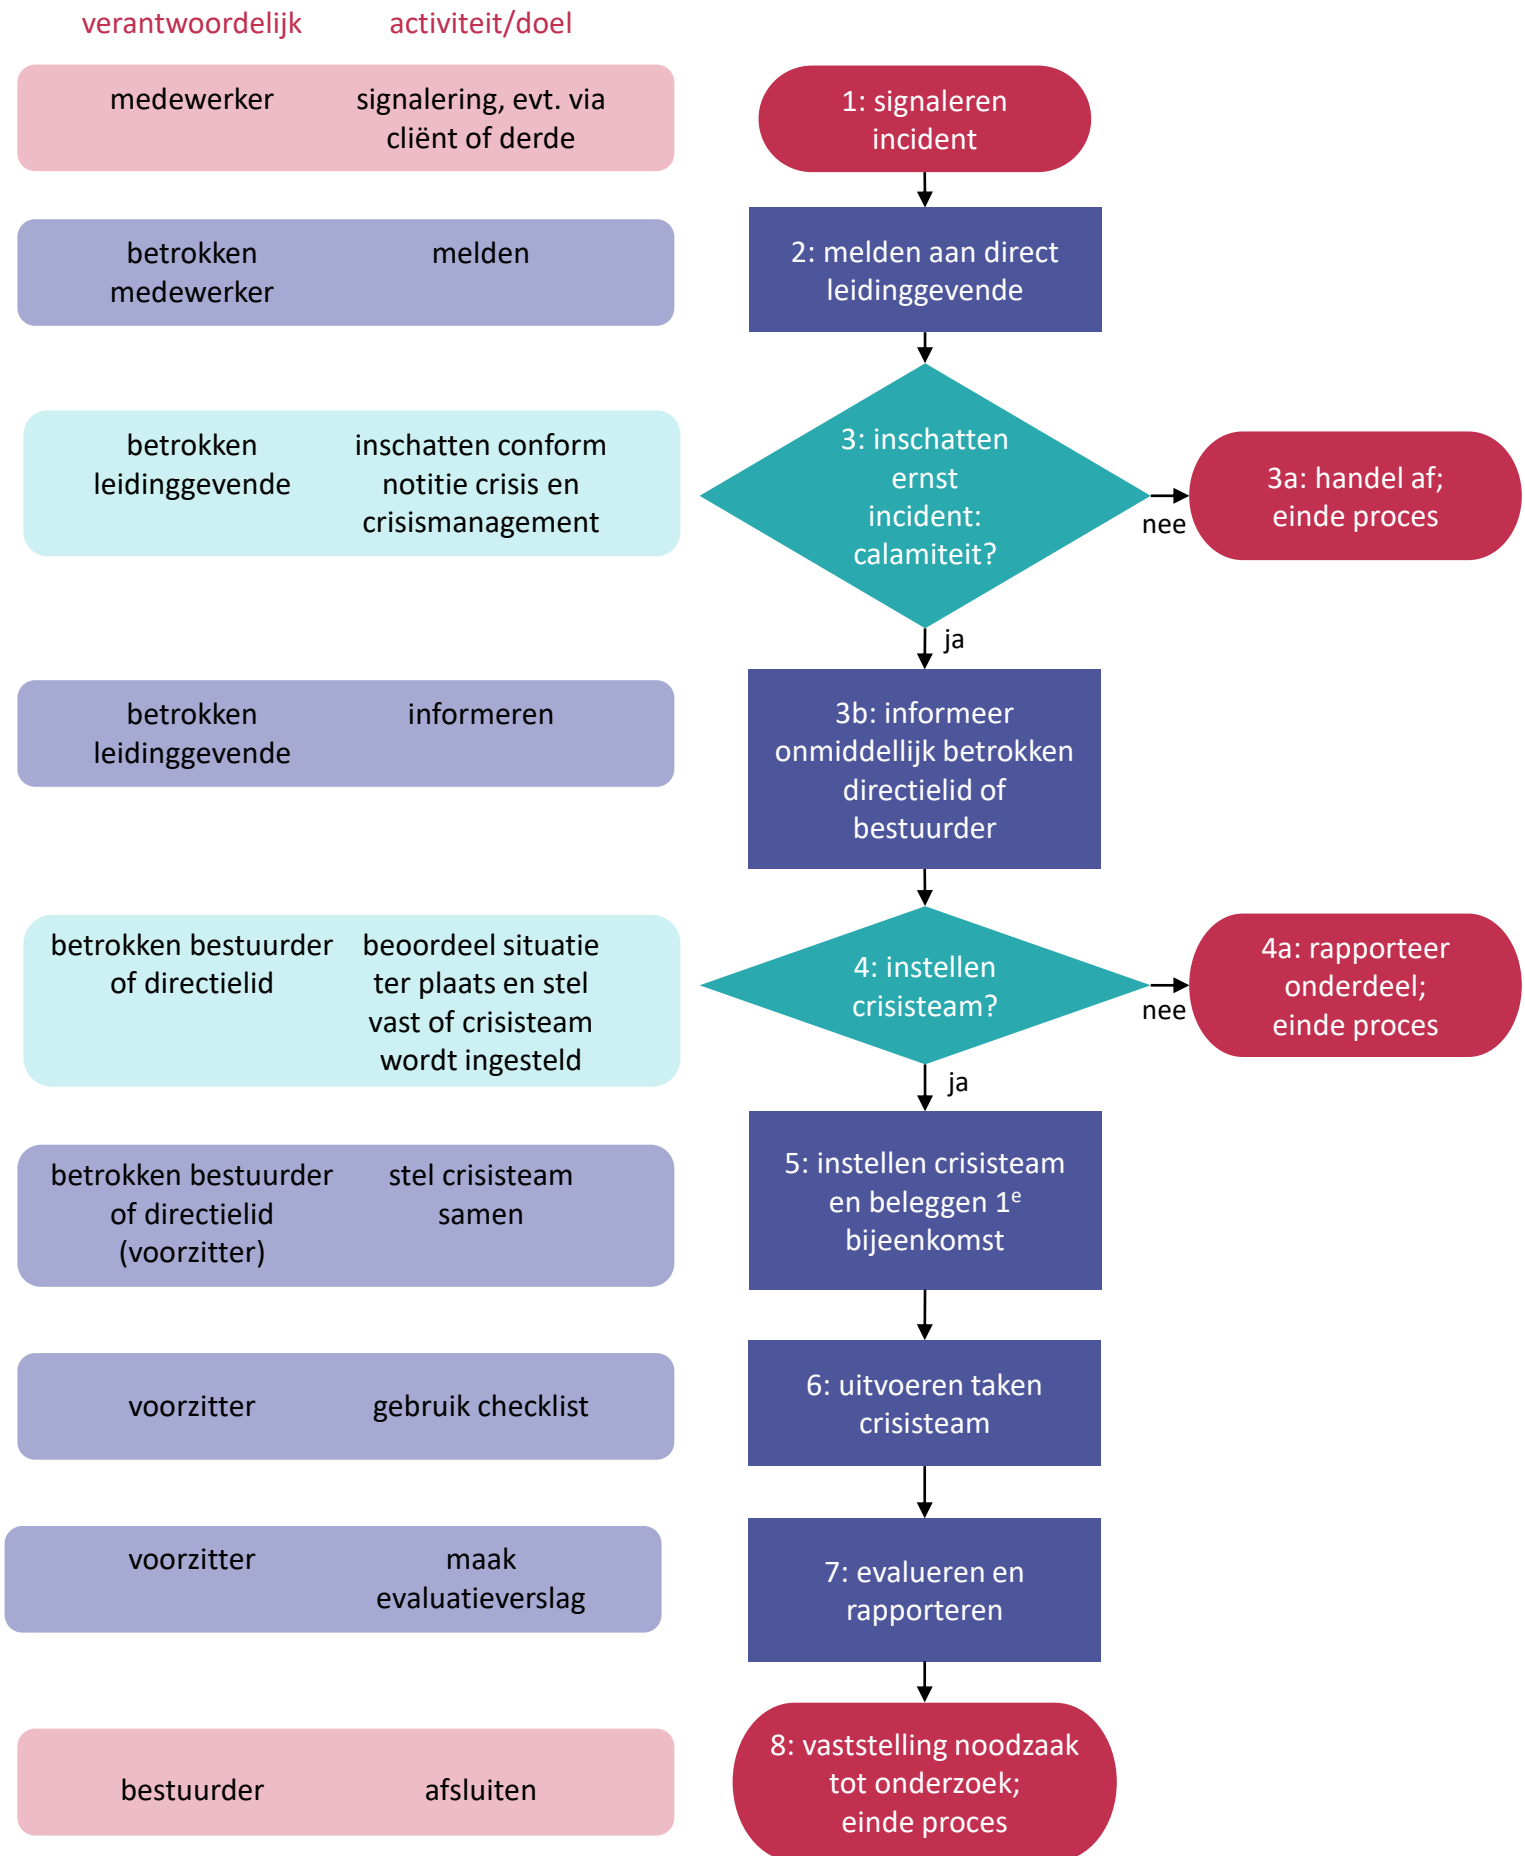 verantwoordelijk
activiteit/doel
medewerker
signalering, evt. via
cliënt of derde
1: signaleren
incident
betrokken
medewerker
melden
2: melden aan direct
leidinggevende
betrokken
leidinggevende
inschatten conform
notitie crisis en
crisismanagement
3: inschatten
ernst
incident:
calamiteit?
nee
3a: handel af;
einde proces
ja
betrokken
leidinggevende
informeren
3b: informeer
onmiddellijk betrokken
directielid of
bestuurder
betrokken bestuurder
of directielid
beoordeel situatie
ter plaats en stel
vast of crisisteam
wordt ingesteld
4: instellen
crisisteam?
nee
4a: rapporteer
onderdeel;
einde proces
ja
betrokken bestuurder
of directielid
(voorzitter)
stel crisisteam
samen
5: instellen crisisteam
en beleggen 1e
bijeenkomst
voorzitter
gebruik checklist
6: uitvoeren taken
crisisteam
voorzitter
maak
evaluatieverslag
7: evalueren en
rapporteren
bestuurder
afsluiten
8: vaststelling noodzaak
tot onderzoek;
einde proces